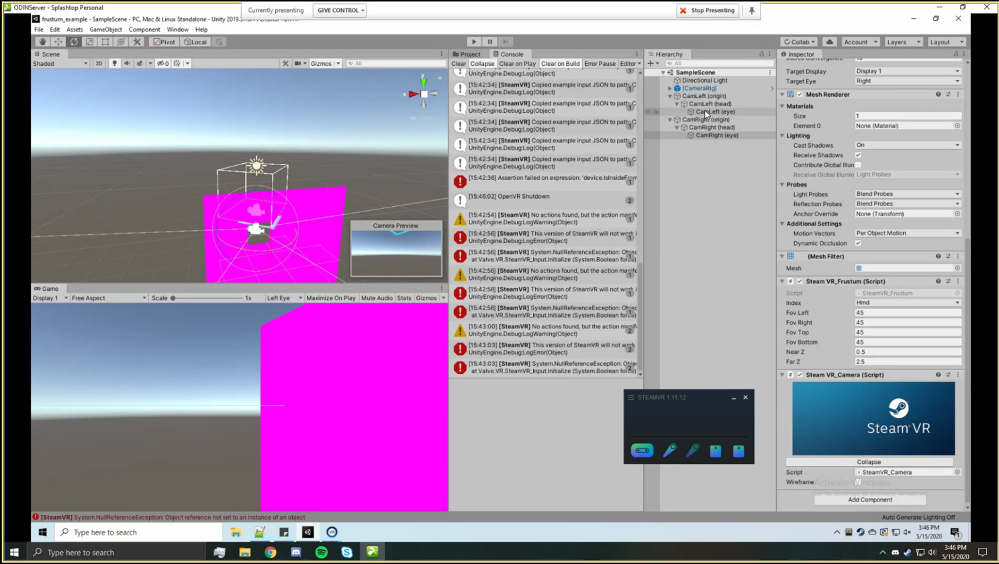 ODINServer - Splashtop Personal
Currently presenting
GIVE CONTROL
Stop Presenting
File Edit Assets GameObject Component Window Help
Pivot Local
Collab Account Layers Layout
Scene
Shaded 2D 0 Gizmos All
x
y
Camera Preview
Game
Display 1 Free Aspect Scale 1x Left Eye Maximize On Play Mute Audio Stats Gizmos
Project Console
Clear Collapse Clear on Play Clear on Build Error Pause Editor
UnityEngine.Debug:Log(Object)
[15:42:34] [SteamVR] Copied example input JSON to path:C
UnityEngine.Debug:Log(Object)
[15:42:34] [SteamVR] Copied example input JSON to path:C
UnityEngine.Debug:Log(Object)
[15:42:34] [SteamVR] Copied example input JSON to path:C
UnityEngine.Debug:Log(Object)
[15:42:34] [SteamVR] Copied example input JSON to path:C
UnityEngine.Debug:Log(Object)
[15:42:34] [SteamVR] Copied example input JSON to path:C
UnityEngine.Debug:Log(Object)
[15:42:36] Assertion failed on expression: 'device.IsInsideFram
[15:46:02] OpenVR Shutdown
2
[15:42:54] [SteamVR] No actions found, but the action manife
UnityEngine.Debug:LogWarning(Object)
[15:42:56] [SteamVR] This version of SteamVR will not work i
UnityEngine.Debug:LogError(Object)
[15:42:56] [SteamVR] System.NullReferenceException: Objec
at Valve.VR.SteamVR_Input.Initialize (System.Boolean force)
[15:42:56] [SteamVR] No actions found, but the action manife
UnityEngine.Debug:LogWarning(Object)
[15:42:58] [SteamVR] This version of SteamVR will not work i
UnityEngine.Debug:LogError(Object)
[15:42:58] [SteamVR] System.NullReferenceException: Objec
at Valve.VR.SteamVR_Input.Initialize (System.Boolean force)
[15:43:00] [SteamVR] No actions found, but the action manife
UnityEngine.Debug:LogWarning(Object)
2
[15:43:03] [SteamVR] This version of SteamVR will not work
UnityEngine.Debug:LogError(Object)
2
[15:43:03] [SteamVR] System.NullReferenceException: Objec
at Valve.VR.SteamVR_Input.Initialize (System.Boolean force)
Hierarchy
All
SampleScene
Directional Light
[CameraRig]
CamLeft (origin)
CamLeft (head)
CamLeft (eye)
CamRight (origin)
CamRight (head)
CamRight (eye)
STEAMVR 1.11.12
Inspector
Stereo Convergence 10
Target Display Display 1
Target Eye Right
Mesh Renderer
Materials
Size 1
Element 0 None (Material)
Lighting
Cast Shadows On
Receive Shadows
Contribute Global Illun
Receive Global Illumin Light Probes
Probes
Light Probes Blend Probes
Reflection Probes Blend Probes
Anchor Override None (Transform)
Additional Settings
Motion Vectors Per Object Motion
Dynamic Occlusion
(Mesh Filter)
Mesh
Steam VR_Frustum (Script)
Script SteamVR_Frustum
Index Hmd
Fov Left 45
Fov Right 45
Fov Top 45
Fov Bottom 45
Near Z 0.5
Far Z 2.5
Steam VR_Camera (Script)
Steam VR
Collapse
Script SteamVR_Camera
Wireframe
Activate Windows
Go to Settings to activate Windows.
Add Component
[SteamVR] System.NullReferenceException: Object reference not set to an instance of an object
Auto Generate Lighting Off
Type here to search
3:46 PM
5/15/2020
Type here to search
3:46 PM
5/15/2020